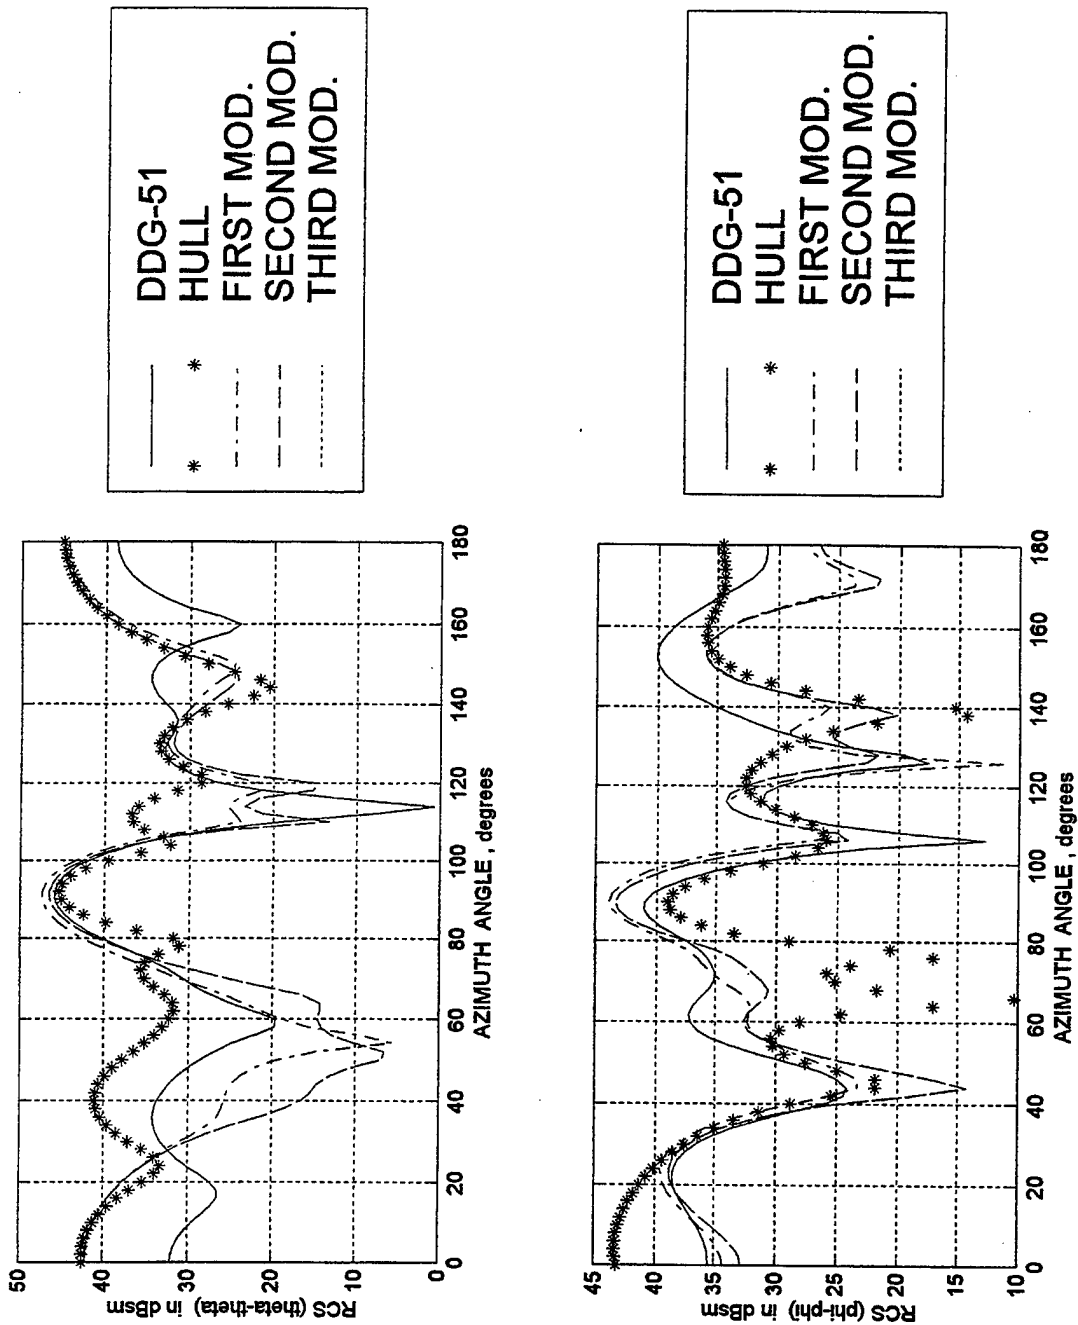 DDG-51
HULL
FIRST MOD.
SECOND MOD.
THIRD MOD.
RCS (theta-theta) in dBsm
50
40
30
20
10
0
0
20
40
60
80
100
120
140
160
180
AZIMUTH ANGLE , degrees
DDG-51
HULL
FIRST MOD.
SECOND MOD.
THIRD MOD.
RCS (phi-phi) in dBsm
45
40
35
30
25
20
15
10
0
20
40
60
80
100
120
140
160
180
AZIMUTH ANGLE , degrees